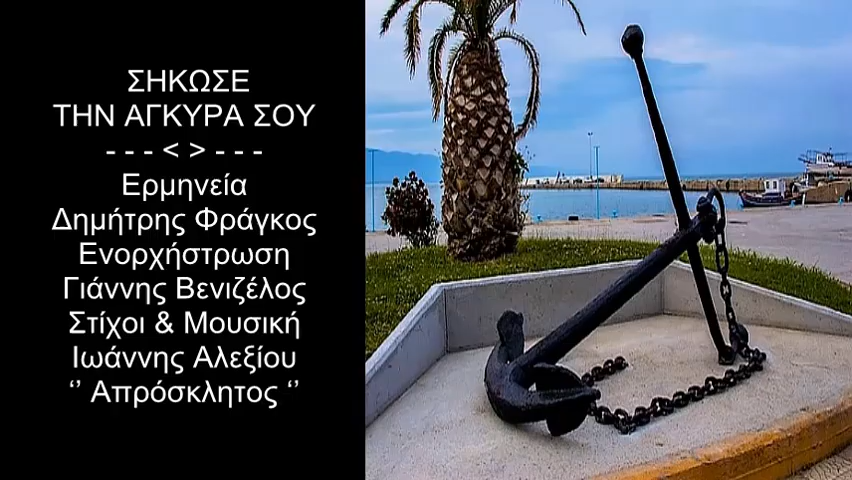 ΣΗΚΩΣΕ
ΤΗΝ ΑΓΚΥΡΑ ΣΟΥ
- - - < > - - -
Ερμηνεία
Δημήτρης Φράγκος
Ενορχήστρωση
Γιάννης Βενιζέλος
Στίχοι & Μουσική
Ιωάννης Αλεξίου
‘’ Απρόσκλητος ‘’